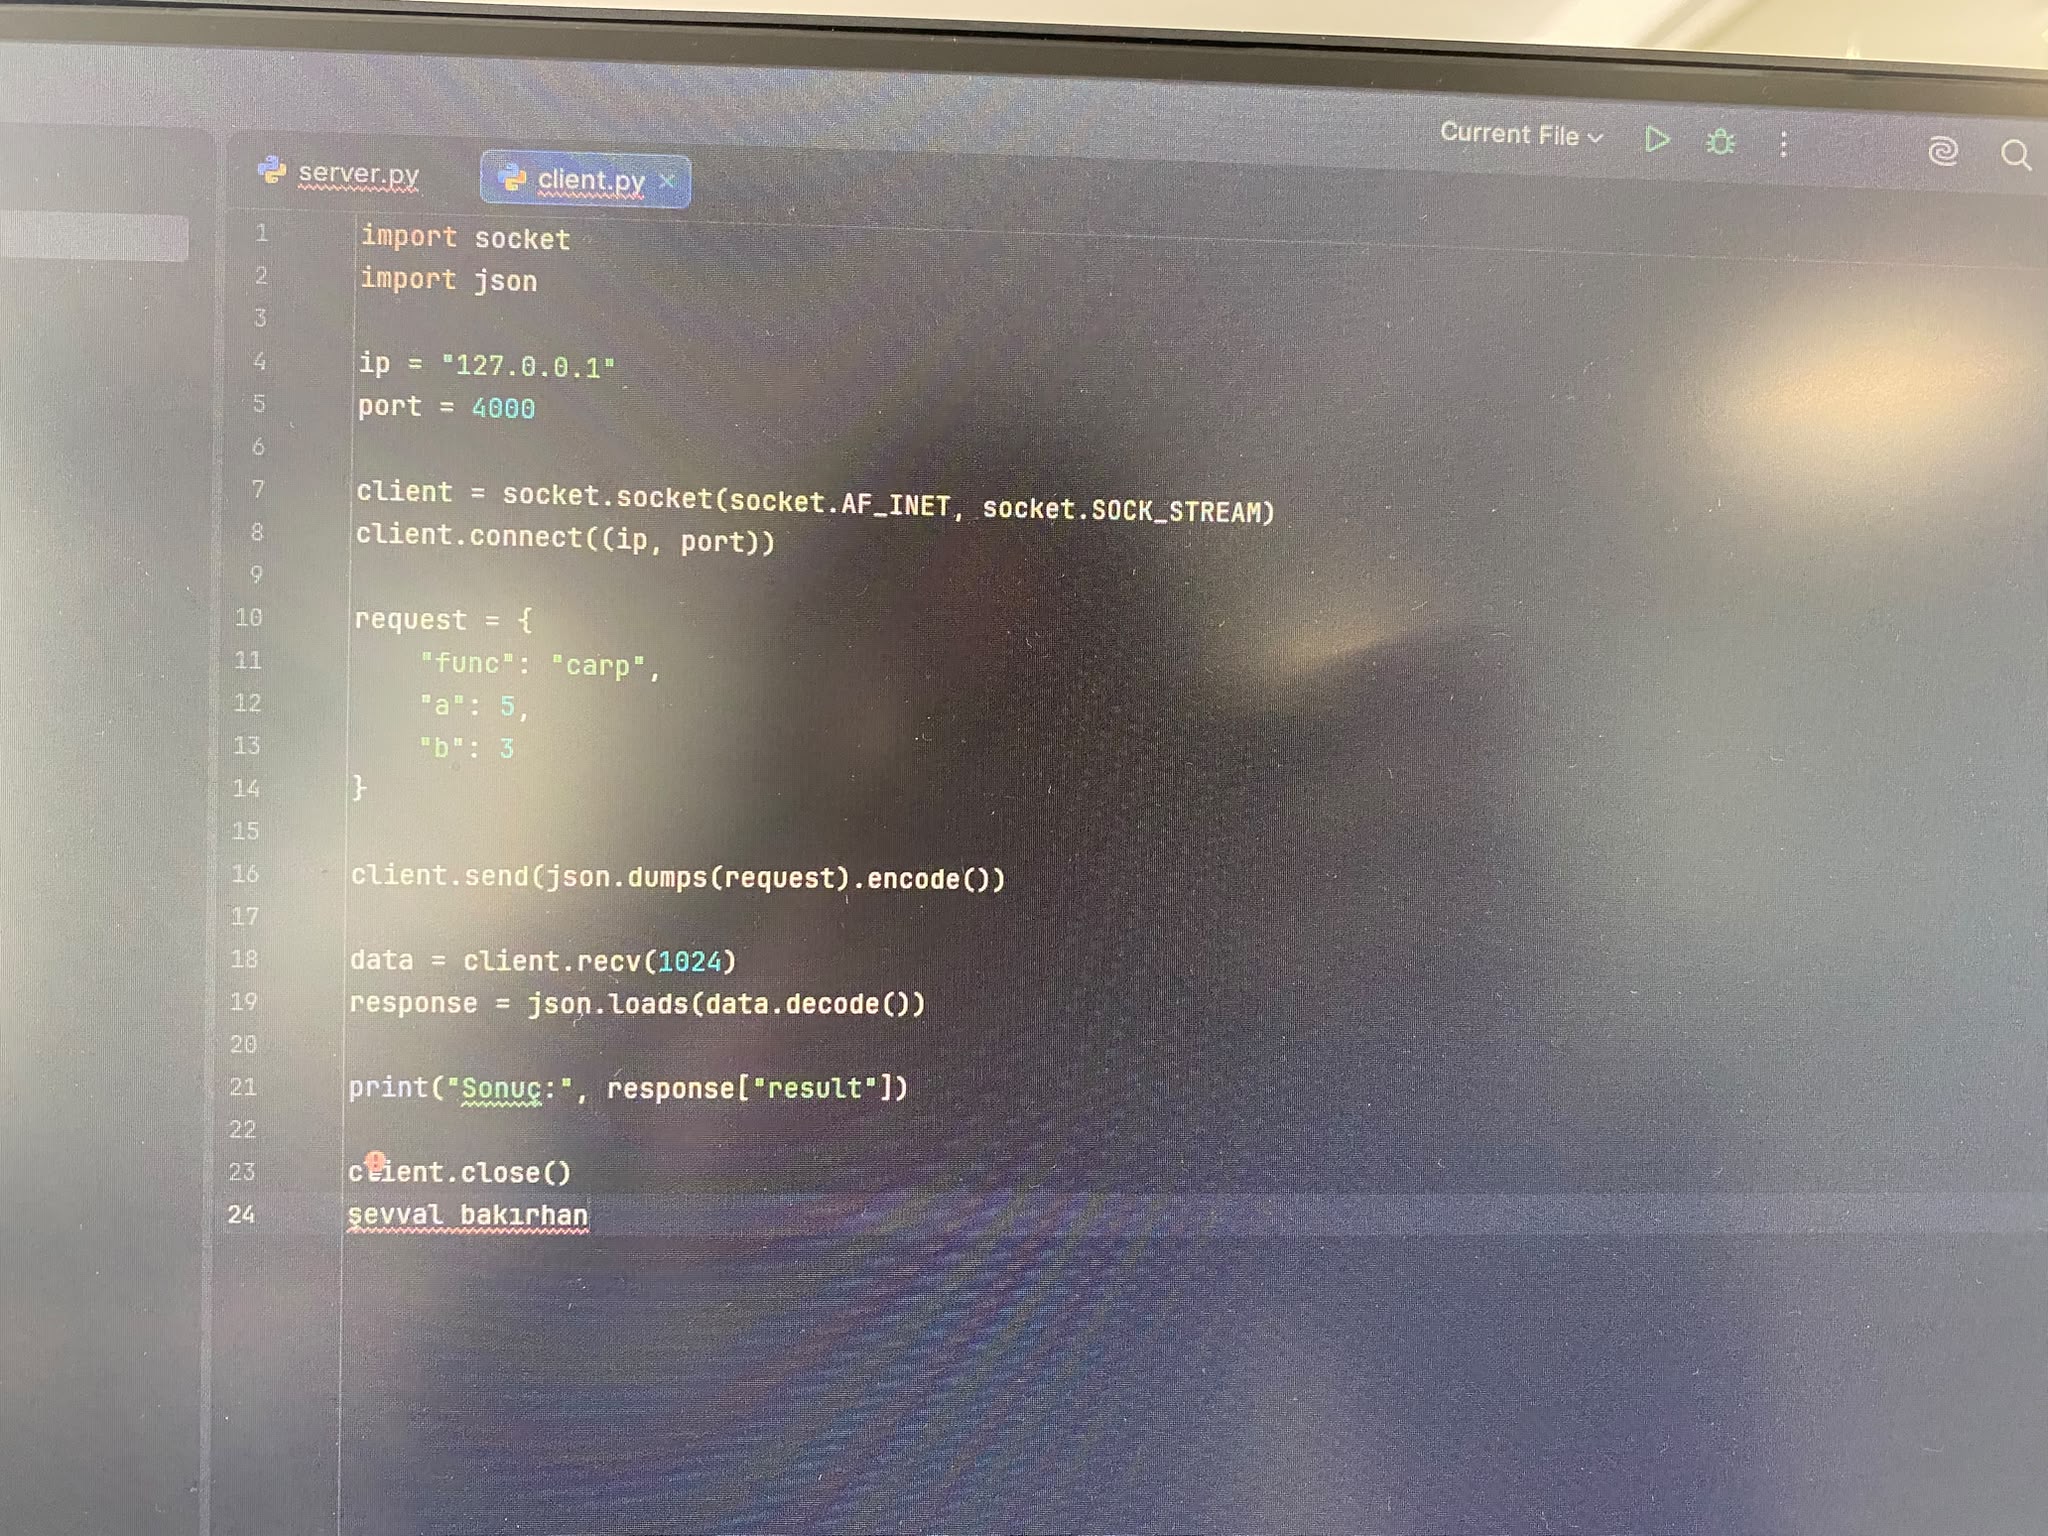 Current File
server.py
client.py
1 import socket
2 import json
3
4 ip = "127.0.0.1"
5 port = 4000
6
7 client = socket.socket(socket.AF_INET, socket.SOCK_STREAM)
8 client.connect((ip, port))
9
10 request = {
11     "func": "carp",
12     "a": 5,
13     "b": 3
14 }
15
16 client.send(json.dumps(request).encode())
17
18 data = client.recv(1024)
19 response = json.loads(data.decode())
20
21 print("Sonuç:", response["result"])
22
23 client.close()
24 şevval bakırhan